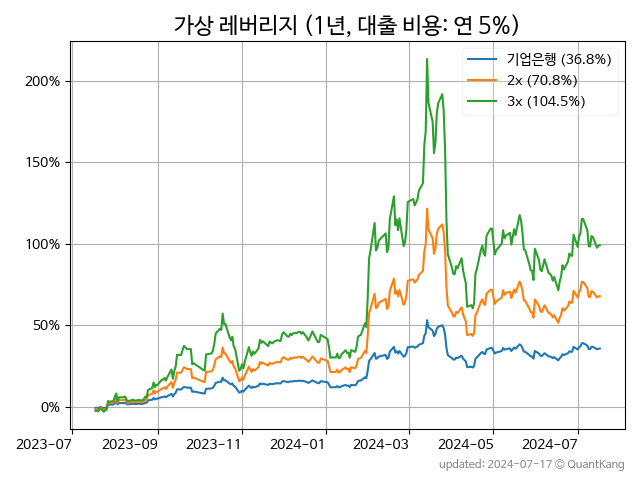 가상 레버리지 (1년, 대출 비용: 연 5%)
기업은행 (36.8%)
2x (70.8%)
3x (104.5%)
200%
150%
100%
50%
0%
2023-07 2023-09 2023-11 2024-01 2024-03 2024-05 2024-07
updated: 2024-07-17 © QuantKang